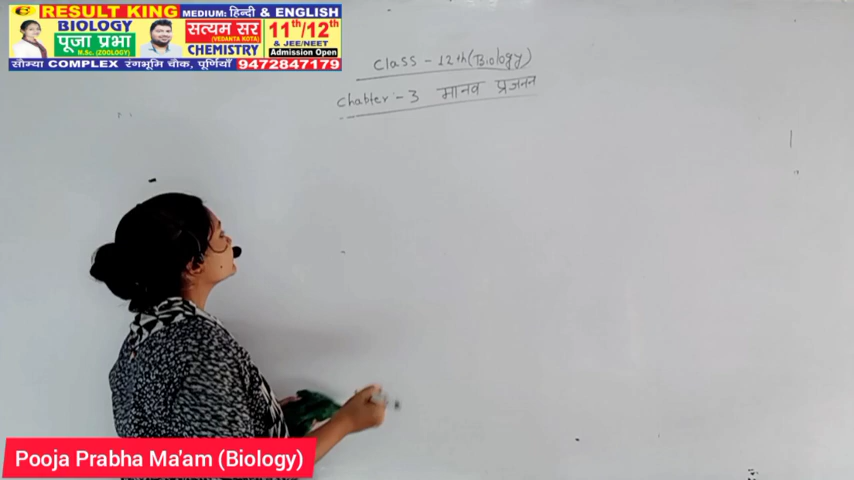 RESULT KING MEDIUM: हिन्दी & ENGLISH
BIOLOGY
पूजा प्रभा
M.Sc. (ZOOLOGY)
सत्यम सर
(VEDANTA KOTA)
CHEMISTRY
11th/12th
& JEE/NEET
Admission Open
सौम्या COMPLEX रंगभूमि चौक, पूर्णियाँ 9472847179
Class - 12th (Biology)
Chabter - 3 मानव प्रजनन
Pooja Prabha Ma'am (Biology)